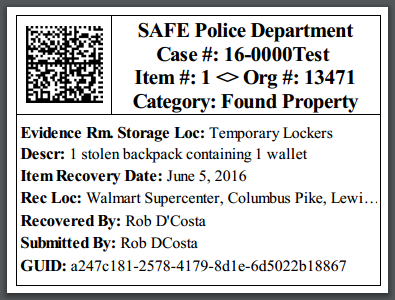 SAFE Police Department
Case #: 16-0000Test
Item #: 1 <> Org #: 13471
Category: Found Property
Evidence Rm. Storage Loc: Temporary Lockers
Descr: 1 stolen backpack containing 1 wallet
Item Recovery Date: June 5, 2016
Rec Loc: Walmart Supercenter, Columbus Pike, Lewi…
Recovered By: Rob D'Costa
Submitted By: Rob DCosta
GUID: a247c181-2578-4179-8d1e-6d5022b18867